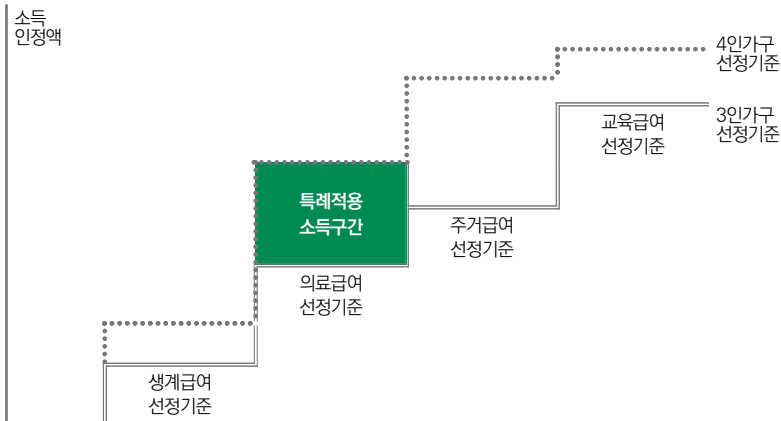 소득
인정액
4인가구
선정기준
3인가구
선정기준
교육급여
선정기준
특례적용
소득구간
주거급여
선정기준
의료급여
선정기준
생계급여
선정기준